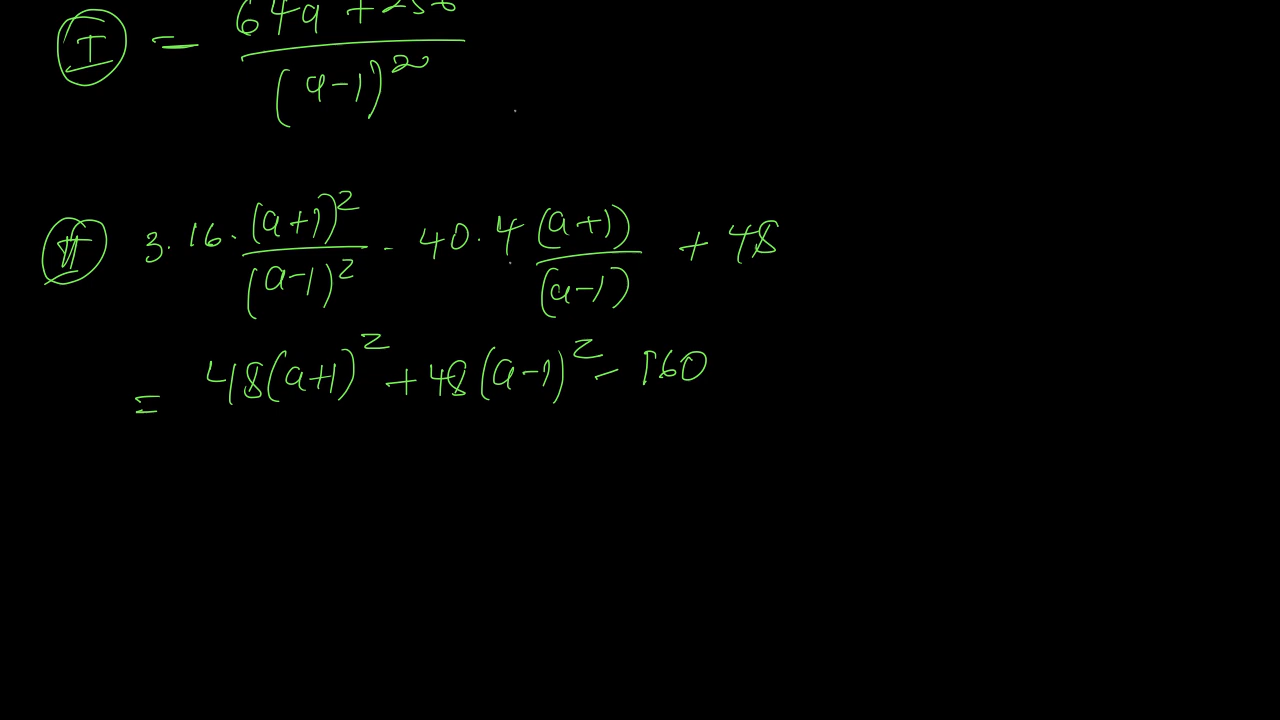 I = 64a + 256 / (a-1)^2
II 3.16. (a+1)^2 / (a-1)^2 - 40.4 (a+1) / (a-1) + 48
= 48(a+1)^2 + 48(a-1)^2 - 160